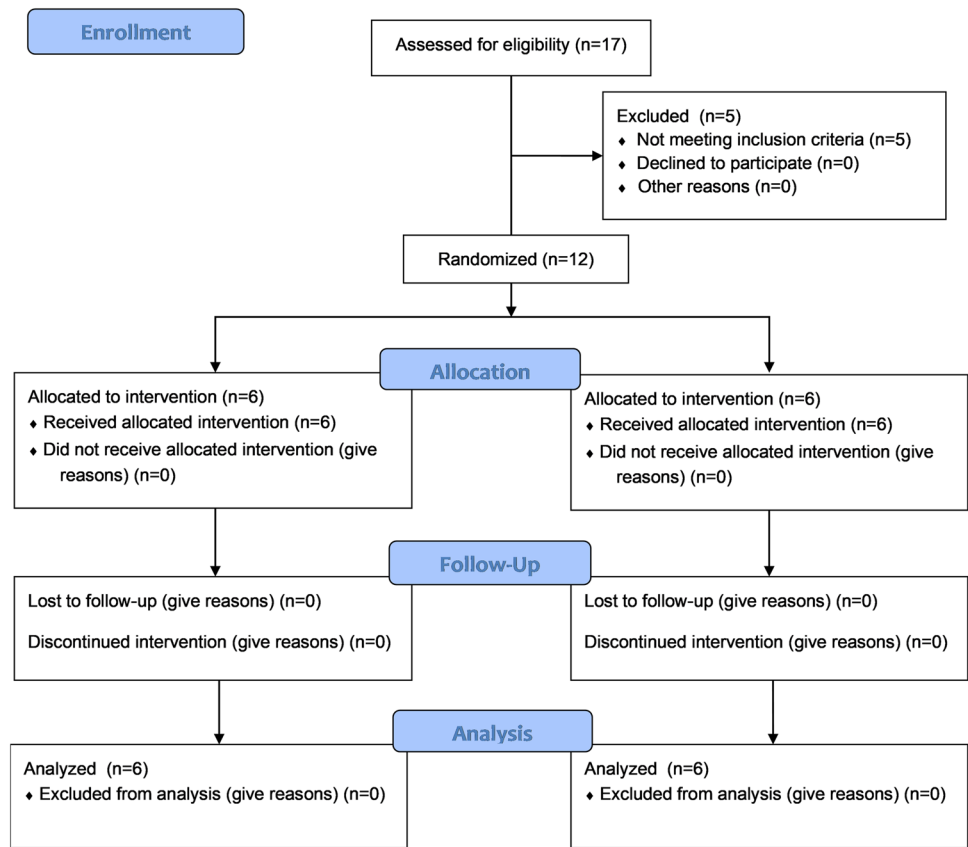 Enrollment
Assessed for eligibility (n=17)
Excluded (n=5)
♦ Not meeting inclusion criteria (n=5)
♦ Declined to participate (n=0)
♦ Other reasons (n=0)
Randomized (n=12)
Allocation
Allocated to intervention (n=6)
♦ Received allocated intervention (n=6)
♦ Did not receive allocated intervention (give
reasons) (n=0)
Allocated to intervention (n=6)
♦ Received allocated intervention (n=6)
♦ Did not receive allocated intervention (give
reasons) (n=0)
Follow-Up
Lost to follow-up (give reasons) (n=0)
Discontinued intervention (give reasons) (n=0)
Lost to follow-up (give reasons) (n=0)
Discontinued intervention (give reasons) (n=0)
Analysis
Analyzed (n=6)
♦ Excluded from analysis (give reasons) (n=0)
Analyzed (n=6)
♦ Excluded from analysis (give reasons) (n=0)